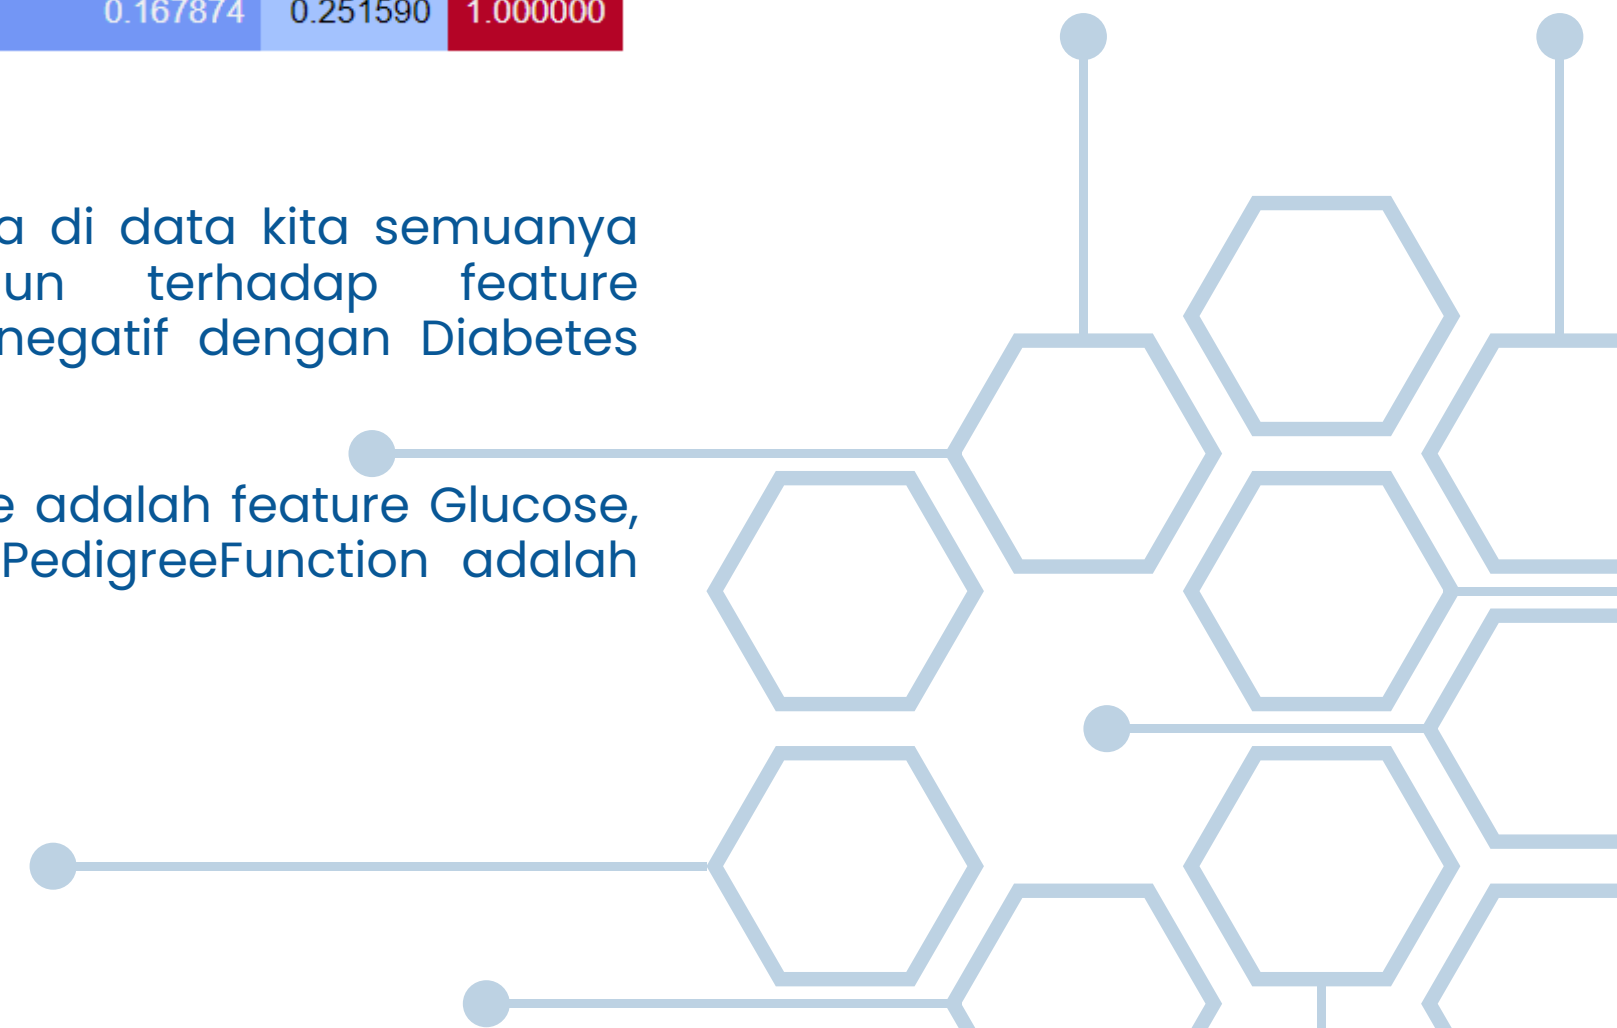 0.167874 0.251590 1.000000
a di data kita semuanya
un terhadap feature
negatif dengan Diabetes
e adalah feature Glucose,
PedigreeFunction adalah